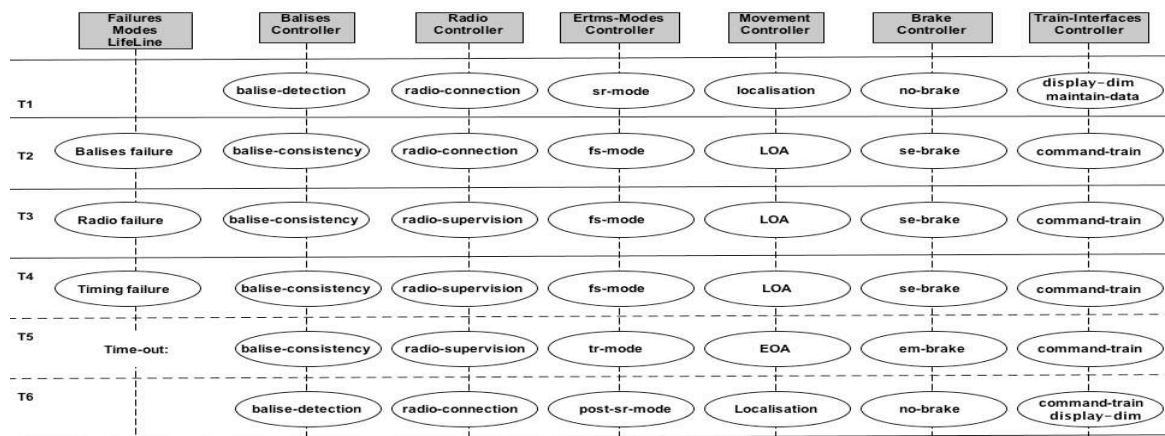 Failures
Modes
LifeLine
Balises
Controller
Radio
Controller
Ertms-Modes
Controller
Movement
Controller
Brake
Controller
Train-Interfaces
Controller
T1
balise-detection
radio-connection
sr-mode
localisation
no-brake
display-dim
maintain-data
T2
Balises failure
balise-consistency
radio-connection
fs-mode
LOA
se-brake
command-train
T3
Radio failure
balise-consistency
radio-supervision
fs-mode
LOA
se-brake
command-train
T4
Timing failure
balise-consistency
radio-supervision
fs-mode
LOA
se-brake
command-train
T5
Time-out:
balise-consistency
radio-supervision
tr-mode
EOA
em-brake
command-train
T6
balise-detection
radio-connection
post-sr-mode
Localisation
no-brake
command-train
display-dim